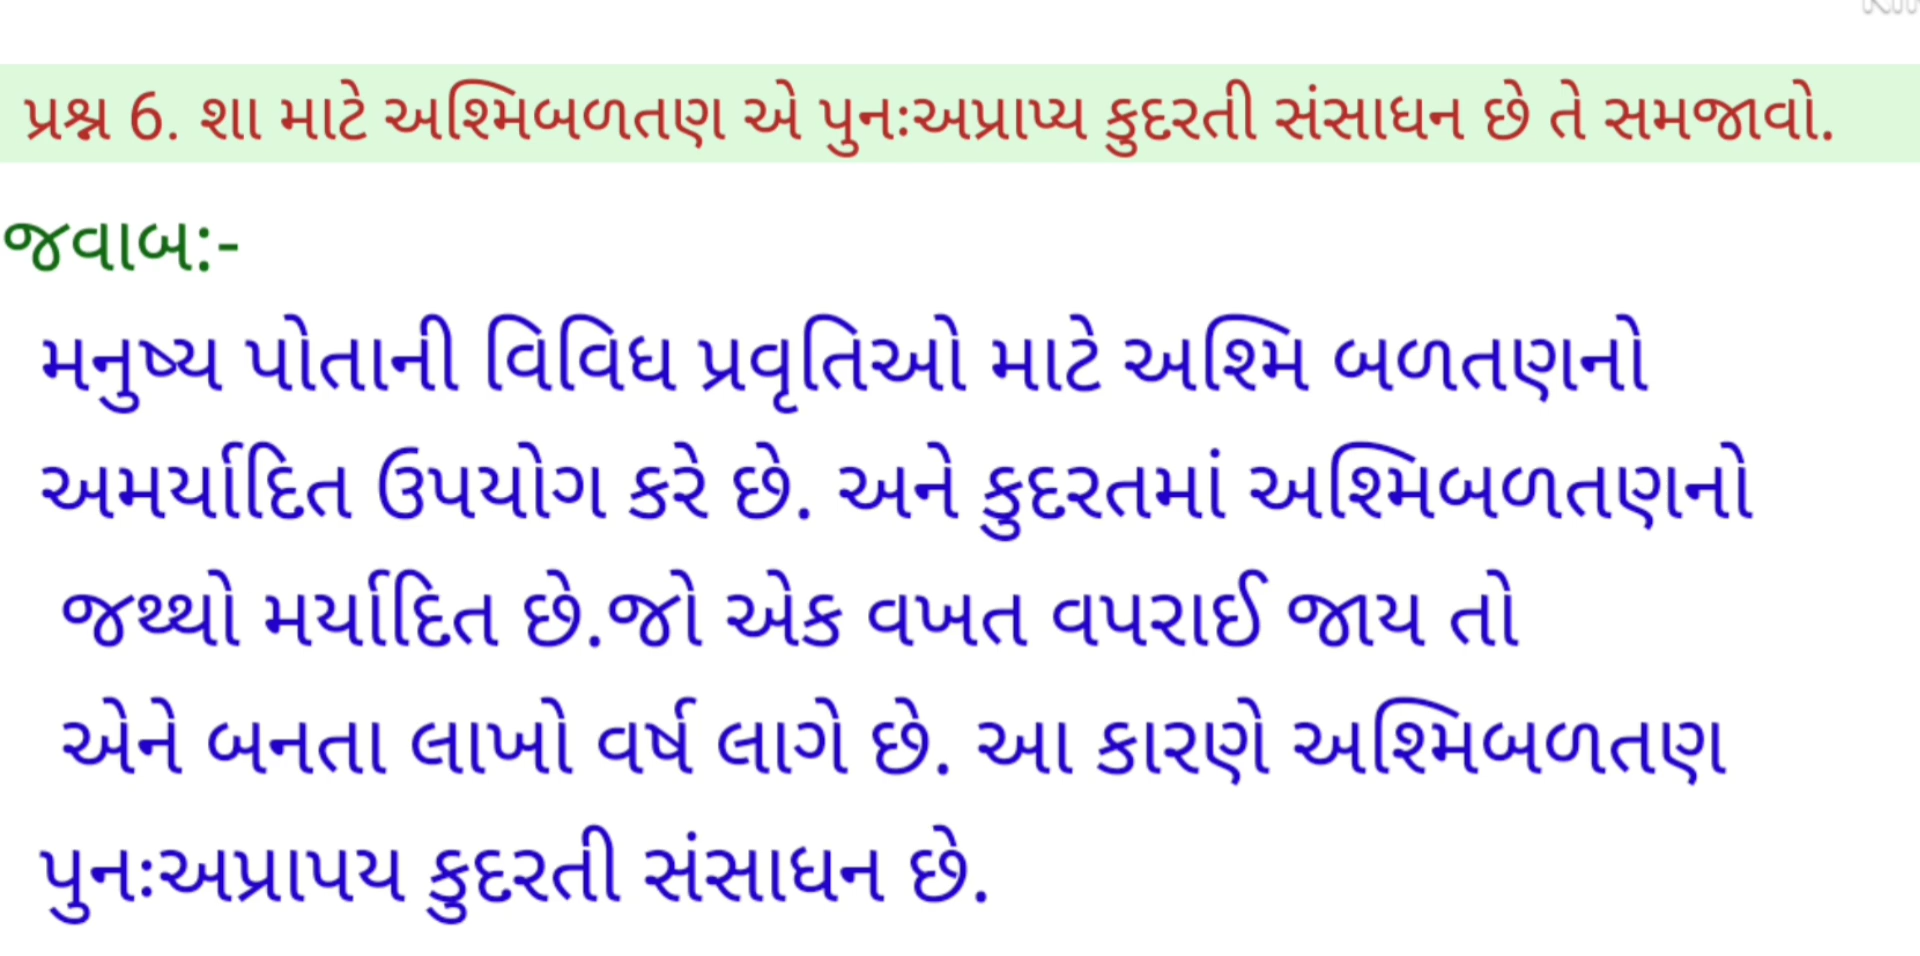 પ્રશ્ન 6. શા માટે અશ્મિબળતણ એ પુનઃઅપ્રાપ્ય કુદરતી સંસાધન છે તે સમજાવો.
જવાબ:-
મનુષ્ય પોતાની વિવિધ પ્રવૃતિઓ માટે અશ્મિ બળતણનો
અમર્યાદિત ઉપયોગ કરે છે. અને કુદરતમાં અશ્મિબળતણનો
જથ્થો મર્યાદિત છે.જો એક વખત વપરાઈ જાય તો
એને બનતા લાખો વર્ષ લાગે છે. આ કારણે અશ્મિબળતણ
પુનઃઅપ્રાપય કુદરતી સંસાધન છે.